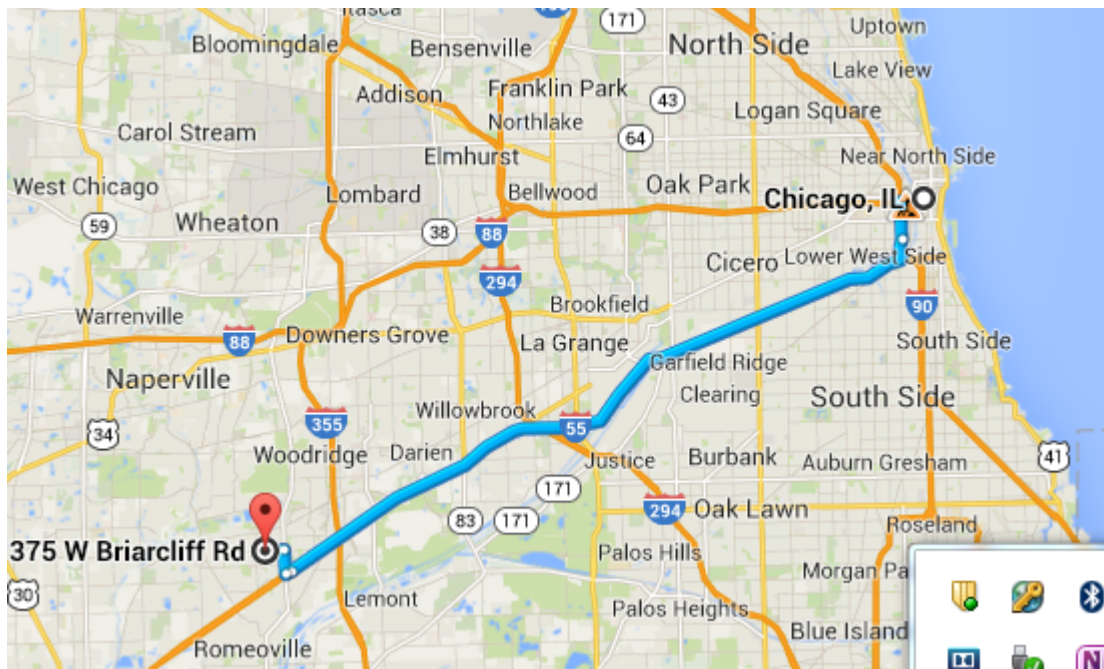 Itasca
171
Uptown
Bloomingdale
Bensenville
North Side
Lake View
Addison
Franklin Park
43
Logan Square
Northlake
Carol Stream
64
Elmhurst
Near North Side
West Chicago
Lombard
Bellwood
Oak Park
Chicago, IL
59
Wheaton
38
88
Cicero
Lower West Side
294
Brookfield
90
Warrenville
88
Downers Grove
La Grange
South Side
Garfield Ridge
Naperville
Clearing
South Side
Willowbrook
355
55
34
Woodridge
Darien
Justice
Burbank
Auburn Gresham
41
171
294
Oak Lawn
83
171
Roseland
375 W Briarcliff Rd
Palos Hills
Morgan Pa
30
Lemont
Palos Heights
Blue Island
Romeoville
N